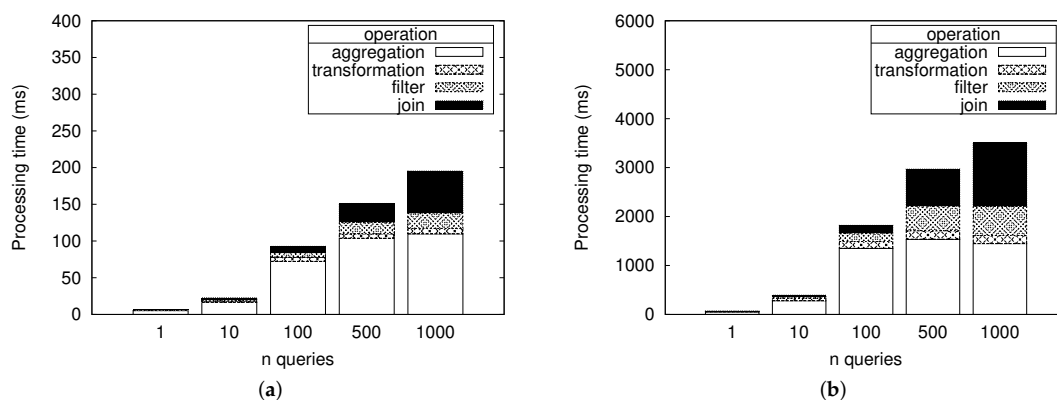 400
350
300
250
200
150
100
50
0
Processing time (ms)
operation
aggregation
transformation
filter
join
1 10 100 500 1000
n queries
(a)
6000
5000
4000
3000
2000
1000
0
Processing time (ms)
operation
aggregation
transformation
filter
join
1 10 100 500 1000
n queries
(b)